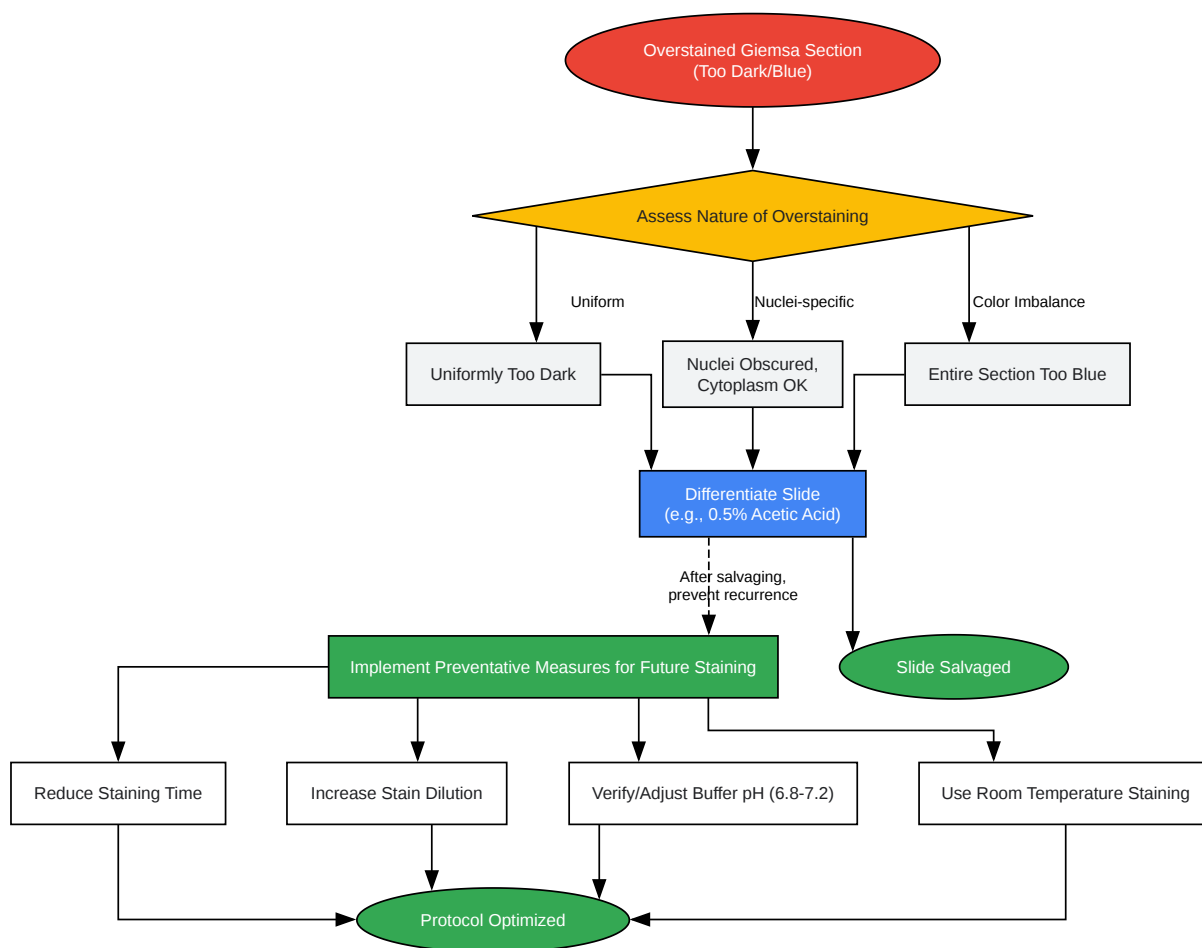 Overstained Giemsa Section
(Too Dark/Blue)
Assess Nature of Overstaining
Uniform
Nuclei-specific
Color Imbalance
Uniformly Too Dark
Nuclei Obscured,
Cytoplasm OK
Entire Section Too Blue
Differentiate Slide
(e.g., 0.5% Acetic Acid)
After salvaging,
prevent recurrence
Implement Preventative Measures for Future Staining
Slide Salvaged
Reduce Staining Time
Increase Stain Dilution
Verify/Adjust Buffer pH (6.8-7.2)
Use Room Temperature Staining
Protocol Optimized